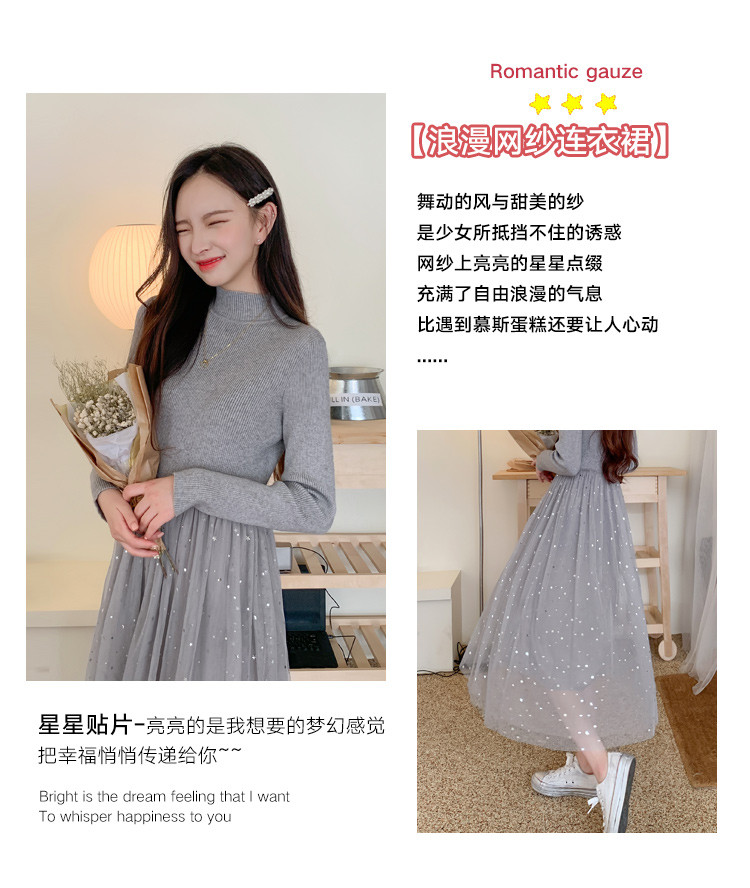 Romantic gauze
【浪漫网纱连衣裙】
舞动的风与甜美的纱
是少女所抵挡不住的诱惑
网纱上亮亮的星星点缀
充满了自由浪漫的气息
比遇到慕斯蛋糕还要让人心动
......
LL IN (BAKE)
星星贴片-亮亮的是我想要的梦幻感觉
把幸福悄悄传递给你~~
Bright is the dream feeling that I want
To whisper happiness to you